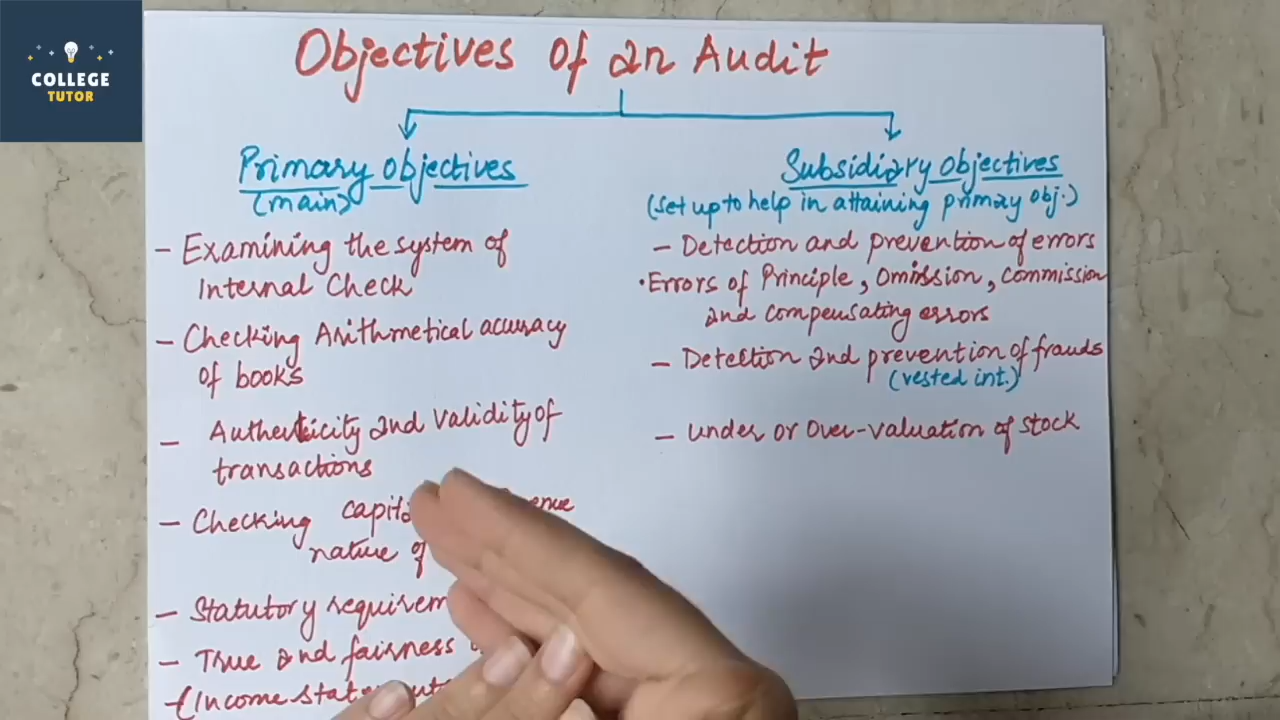 COLLEGE
TUTOR
Objectives of an Audit
Primary objectives
(main)
- Examining the system of
Internal Check
- Checking Arithmetical accuracy
of books
- Authenticity and Validity of
transactions
- Checking
nature of
- Statutory
- True and fairness
Subsidiary objectives
(set up to help in attaining primary obj.)
- Detection and prevention of errors
• Errors of Principle, Omission, Commission
and compensating errors
- Detection and prevention of frauds
(vested int.)
- under or Over-valuation of stock